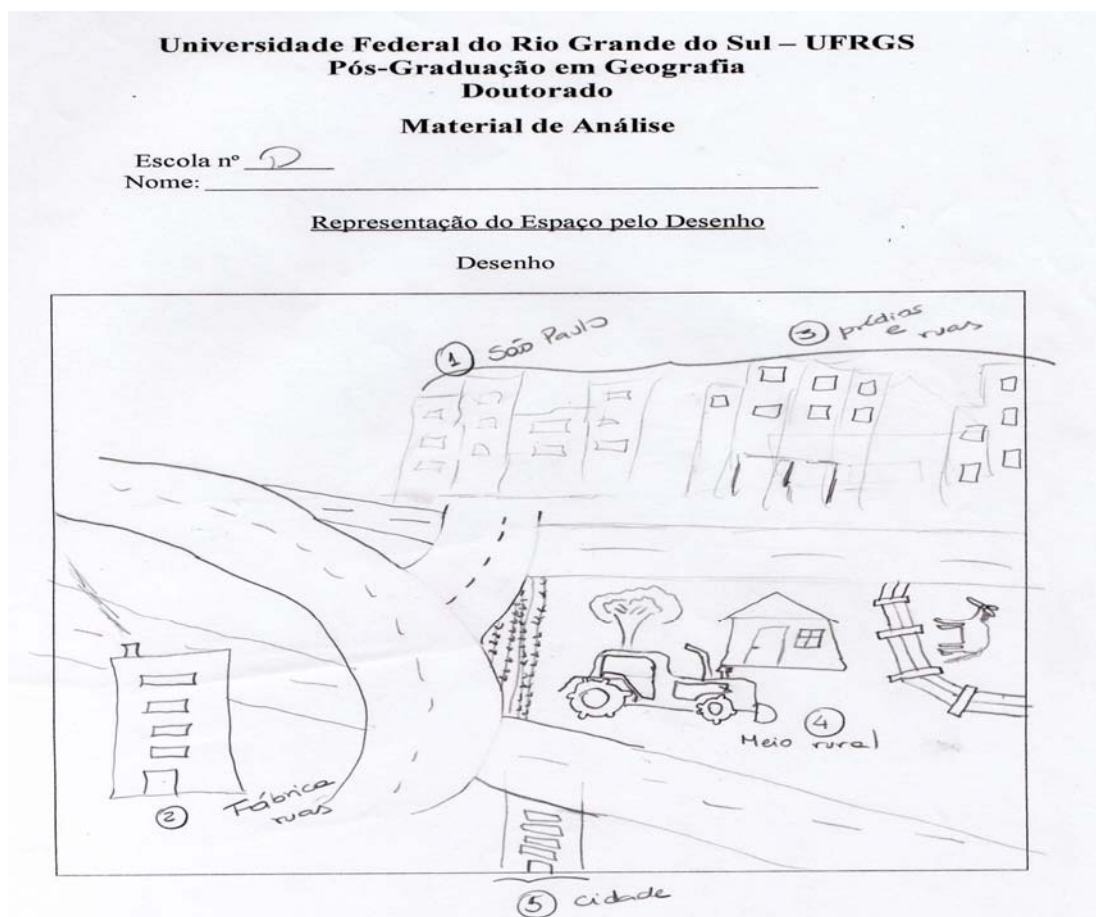 Universidade Federal do Rio Grande do Sul – UFRGS
Pós-Graduação em Geografia
Doutorado
Material de Análise
Escola nº D
Nome:
Representação do Espaço pelo Desenho
Desenho
1 São Paulo
3 prédios
e ruas
4
Meio rural
2 Fábrica
ruas
5 cidade